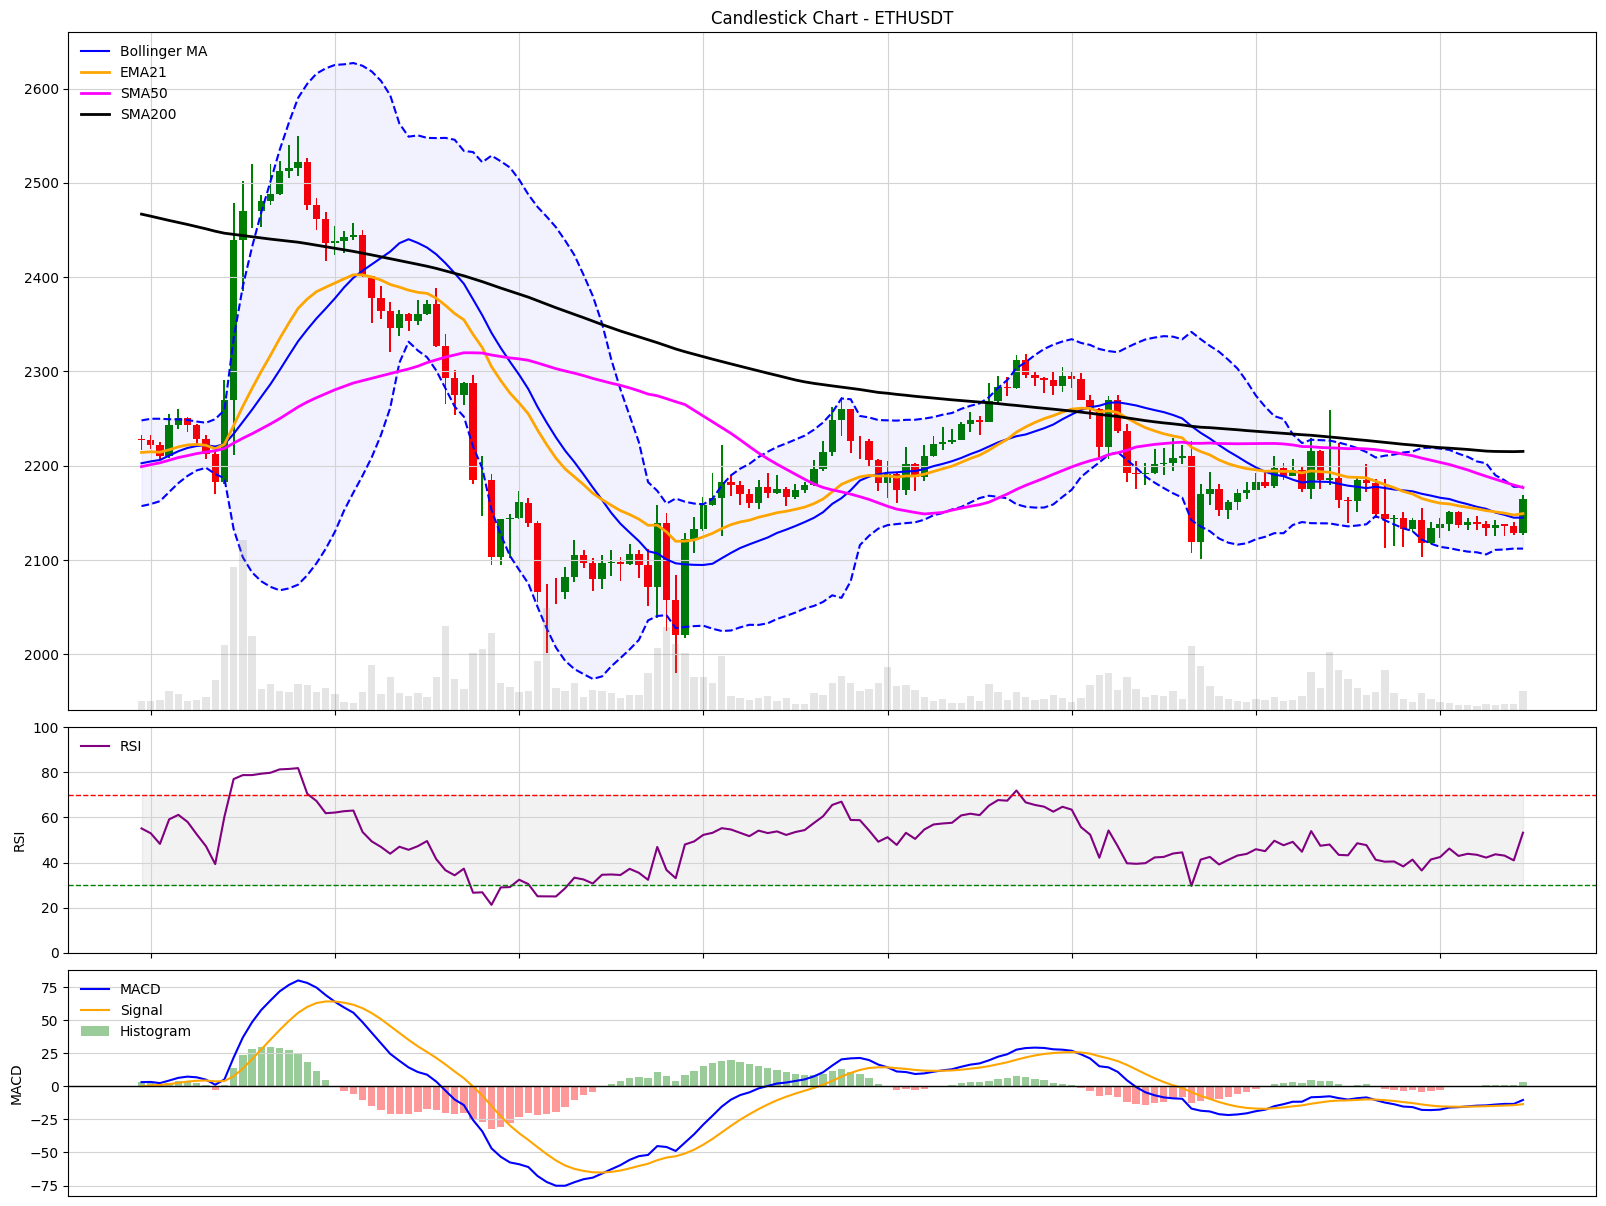 Candlestick Chart - ETHUSDT
Bollinger MA
EMA21
SMA50
SMA200
2600
2500
2400
2300
2200
2100
2000
100
80
60
40
20
0
RSI
RSI
75
50
25
0
−25
−50
−75
MACD
MACD
Signal
Histogram